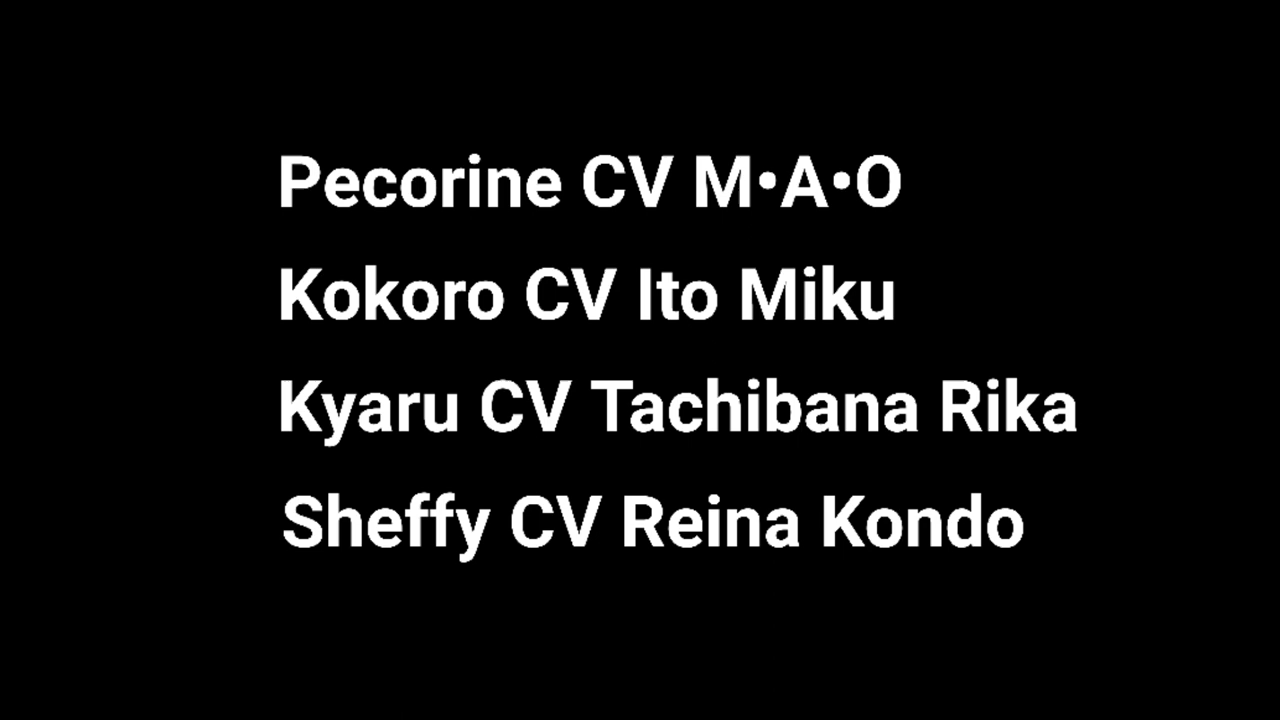 Pecorine CV M•A•O
Kokoro CV Ito Miku
Kyaru CV Tachibana Rika
Sheffy CV Reina Kondo